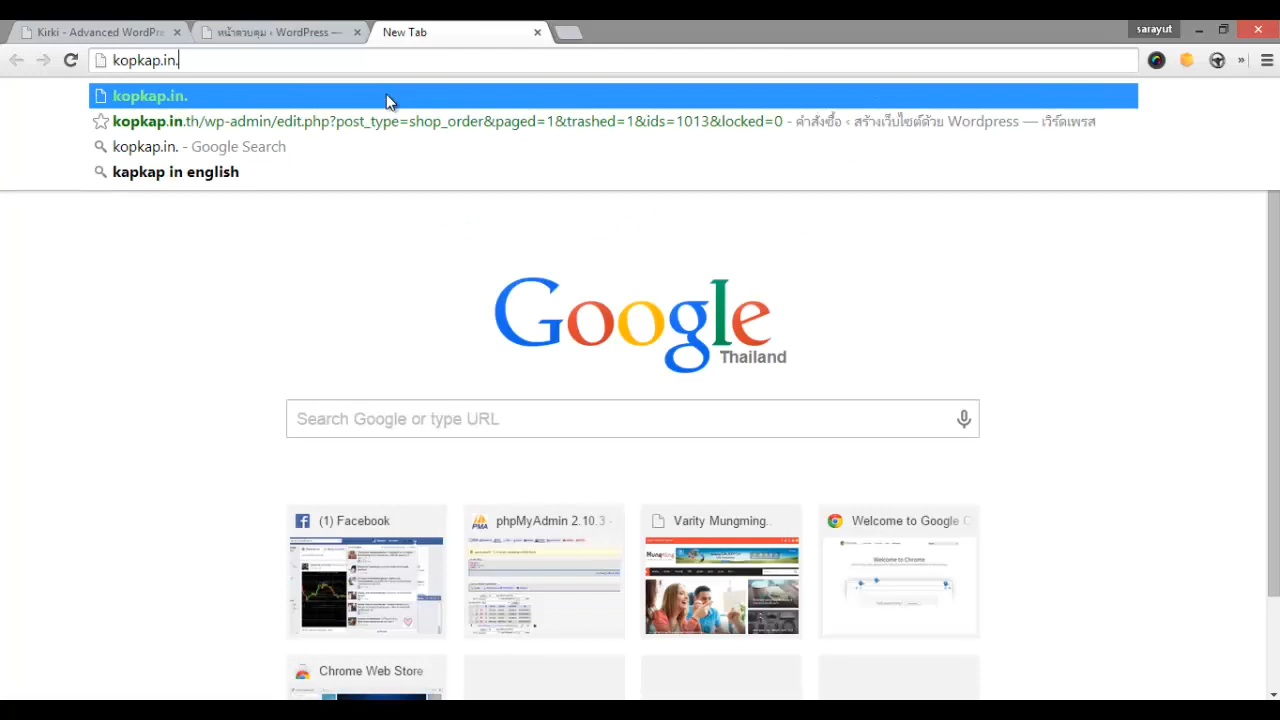 Kirki - Advanced WordPr
หน้าควบคุม ‹ WordPress —
New Tab
sarayut
kopkap.in.
kopkap.in.
kopkap.in.th/wp-admin/edit.php?post_type=shop_order&paged=1&trashed=1&ids=1013&locked=0 - คำสั่งซื้อ ‹ สร้างเว็บไซต์ด้วย Wordpress — เวิร์ดเพรส
kopkap.in. - Google Search
kapkap in english
Google
Thailand
Search Google or type URL
(1) Facebook
phpMyAdmin 2.10.3 -
Varity Mungming..
Welcome to Google C
Mungming
Welcome to Chrome
Chrome Web Store